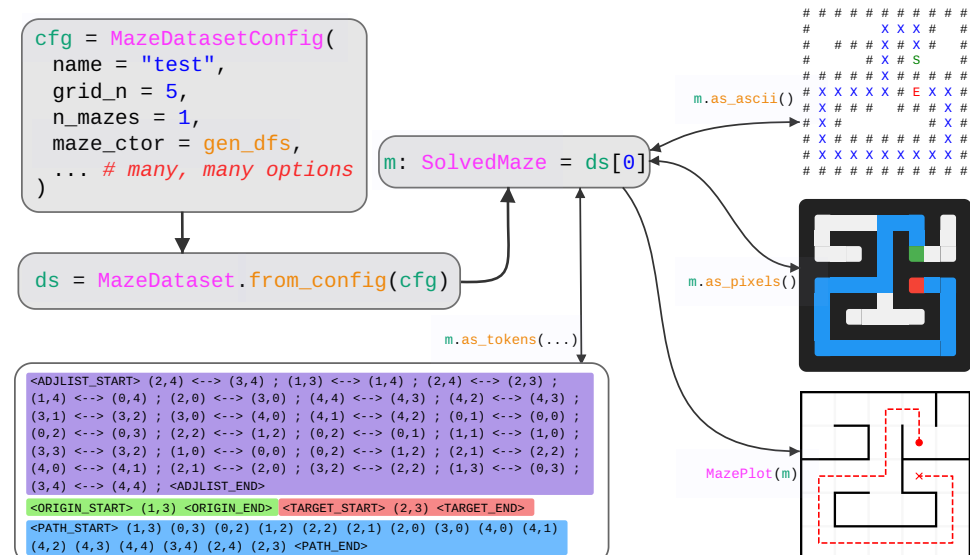 cfg = MazeDatasetConfig(
name = "test",
grid_n = 5,
n_mazes = 1,
maze_ctor = gen_dfs,
... # many, many options
)
ds = MazeDataset.from_config(cfg)
m: SolvedMaze = ds[0]
m.as_ascii()
# # # # # # # # # # #
#         X X X #   #
#   # # # X # X #   #
#       # X # S     #
# # # # # X # # # # #
# X X X X X # E X X #
# X # # #   # # # X #
# X #           # X #
# X # # # # # # # X #
# X X X X X X X X X #
# # # # # # # # # # #
m.as_pixels()
m.as_tokens(...)
MazePlot(m)
<ADJLIST_START> (2,4) <--> (3,4) ; (1,3) <--> (1,4) ; (2,4) <--> (2,3) ;
(1,4) <--> (0,4) ; (2,0) <--> (3,0) ; (4,4) <--> (4,3) ; (4,2) <--> (4,3) ;
(3,1) <--> (3,2) ; (3,0) <--> (4,0) ; (4,1) <--> (4,2) ; (0,1) <--> (0,0) ;
(0,2) <--> (0,3) ; (2,2) <--> (1,2) ; (0,2) <--> (0,1) ; (1,1) <--> (1,0) ;
(3,3) <--> (3,2) ; (1,0) <--> (0,0) ; (0,2) <--> (1,2) ; (2,1) <--> (2,2) ;
(4,0) <--> (4,1) ; (2,1) <--> (2,0) ; (3,2) <--> (2,2) ; (1,3) <--> (0,3) ;
(3,4) <--> (4,4) ; <ADJLIST_END>
<ORIGIN_START> (1,3) <ORIGIN_END> <TARGET_START> (2,3) <TARGET_END>
<PATH_START> (1,3) (0,3) (0,2) (1,2) (2,2) (2,1) (2,0) (3,0) (4,0) (4,1)
(4,2) (4,3) (4,4) (3,4) (2,4) (2,3) <PATH_END>